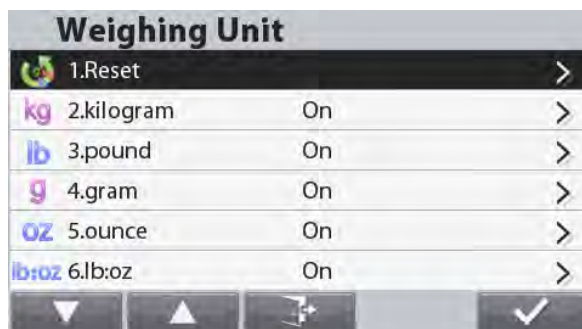 Weighing Unit
1.Reset >
kg 2.kilogram On >
lb 3.pound On >
g 4.gram On >
oz 5.ounce On >
lb:oz 6.lb:oz On >